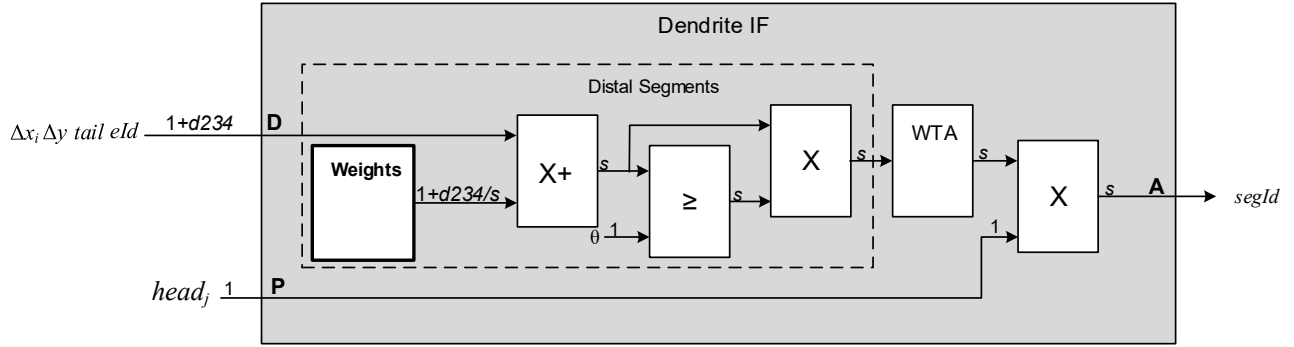 Dendrite IF
Distal Segments
Δxᵢ Δy tail eId 1+d234 D
Weights
1+d234/s
X+
s
≥
θ 1
s
X
s
WTA
s
X
1
s A segId
headⱼ 1 P